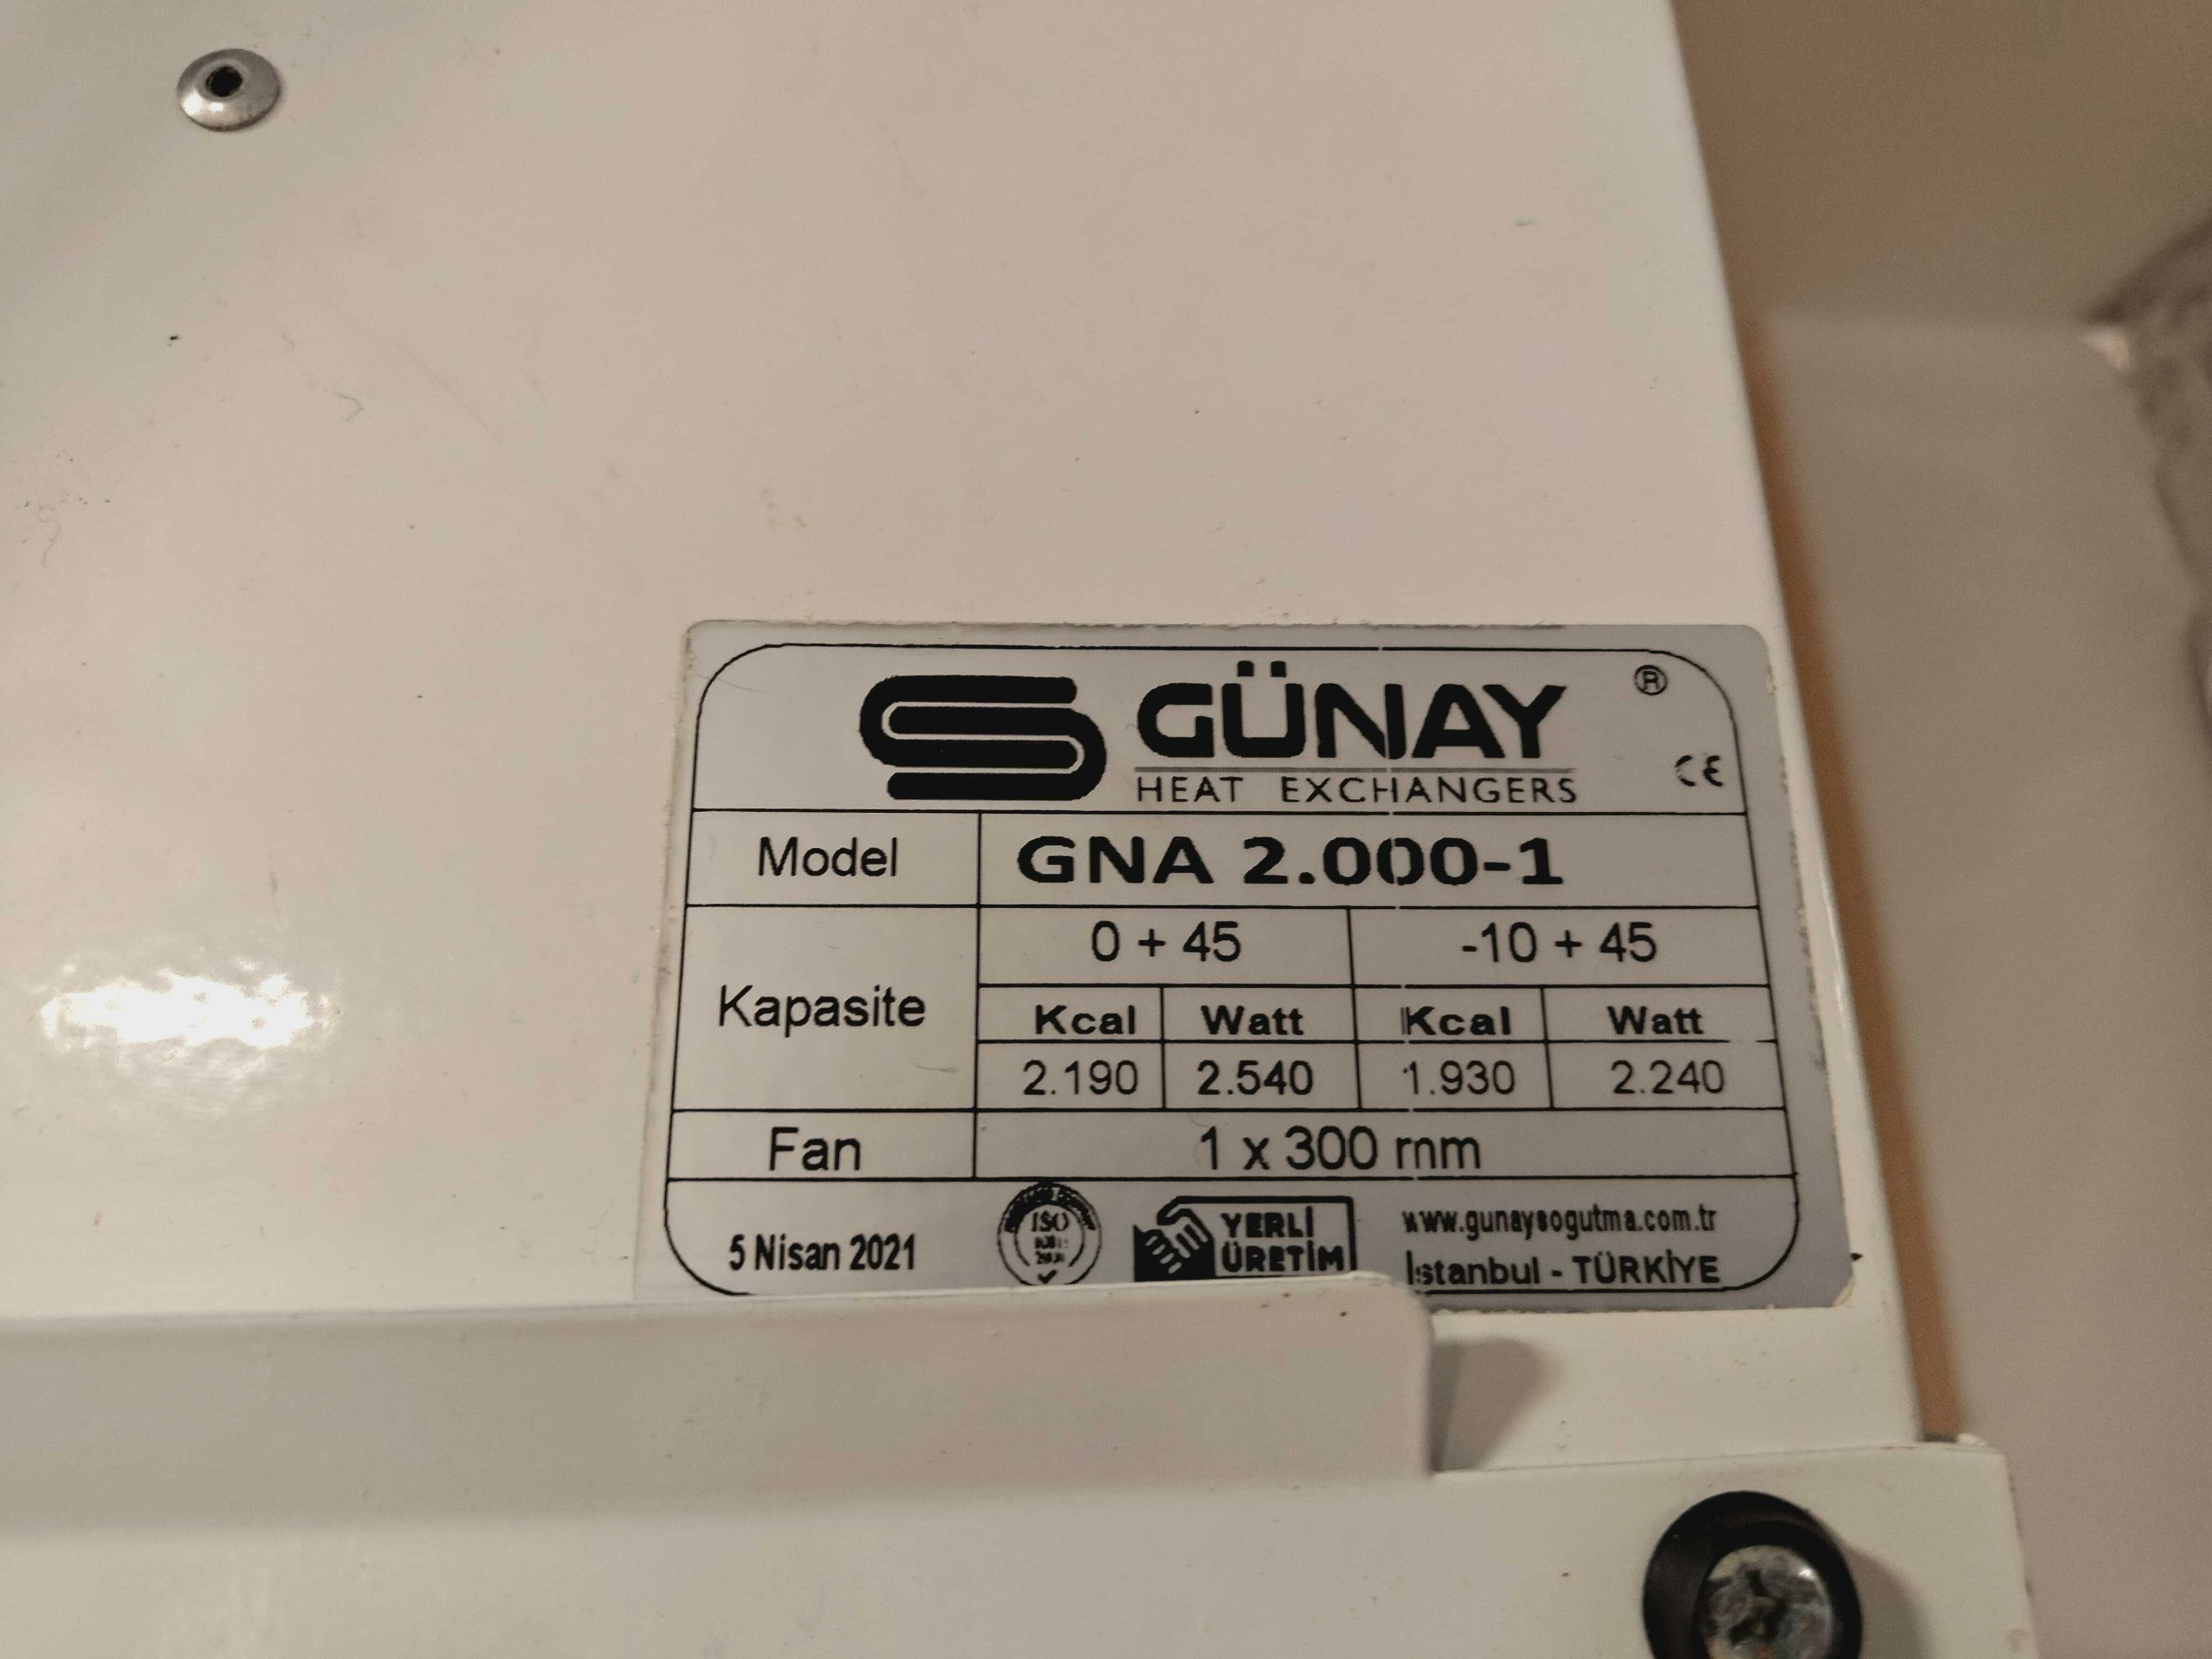 GÜNAY ®
HEAT EXCHANGERS CE
Model GNA 2.000-1
0 + 45 -10 + 45
Kapasite
Kcal Watt Kcal Watt
2.190 2.540 1.930 2.240
Fan 1 x 300 mm
ISO
YERLİ
ÜRETİM
www.gunaysogutma.com.tr
5 Nisan 2021
İstanbul - TÜRKİYE